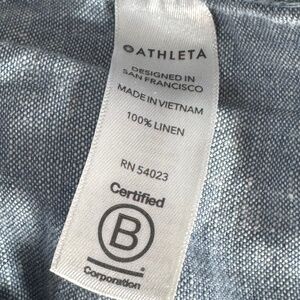 ATHLETA
DESIGNED IN
SAN FRANCISCO
MADE IN VIETNAM
100% LINEN
RN 54023
Certified
B
Corporation